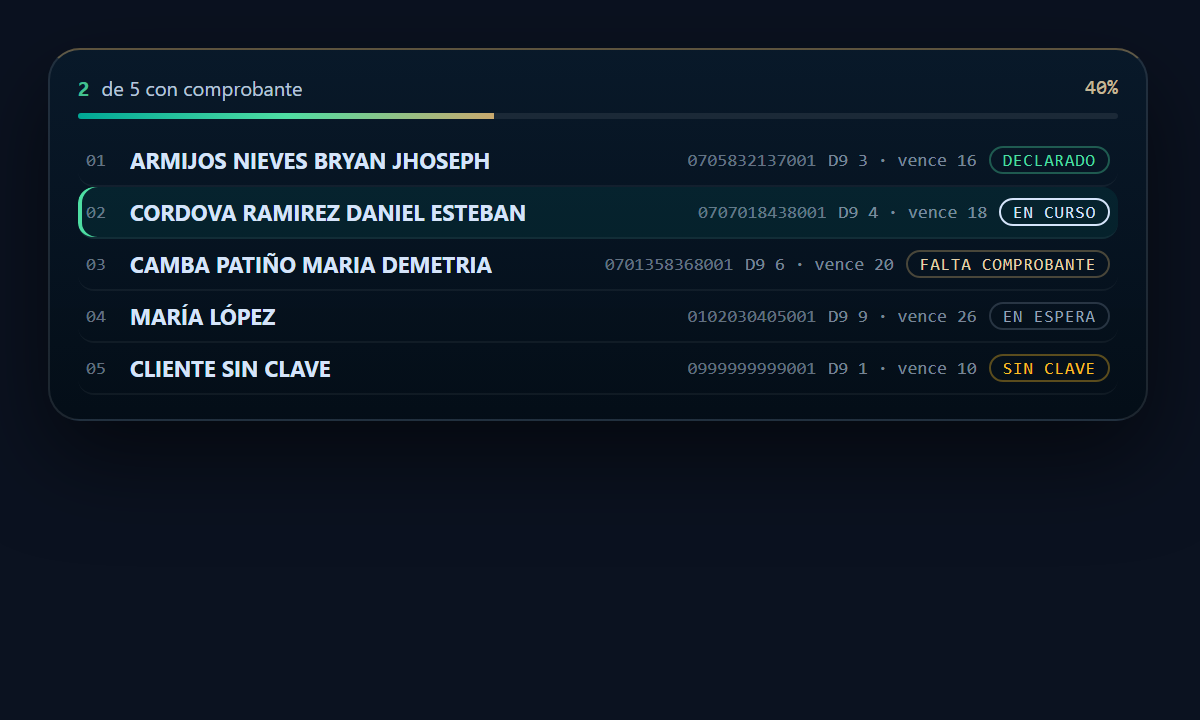 2 de 5 con comprobante 40%
01 ARMIJOS NIEVES BRYAN JHOSEPH 0705832137001 D9 3 · vence 16 DECLARADO
02 CORDOVA RAMIREZ DANIEL ESTEBAN 0707018438001 D9 4 · vence 18 EN CURSO
03 CAMBA PATIÑO MARIA DEMETRIA 0701358368001 D9 6 · vence 20 FALTA COMPROBANTE
04 MARÍA LÓPEZ 0102030405001 D9 9 · vence 26 EN ESPERA
05 CLIENTE SIN CLAVE 0999999999001 D9 1 · vence 10 SIN CLAVE